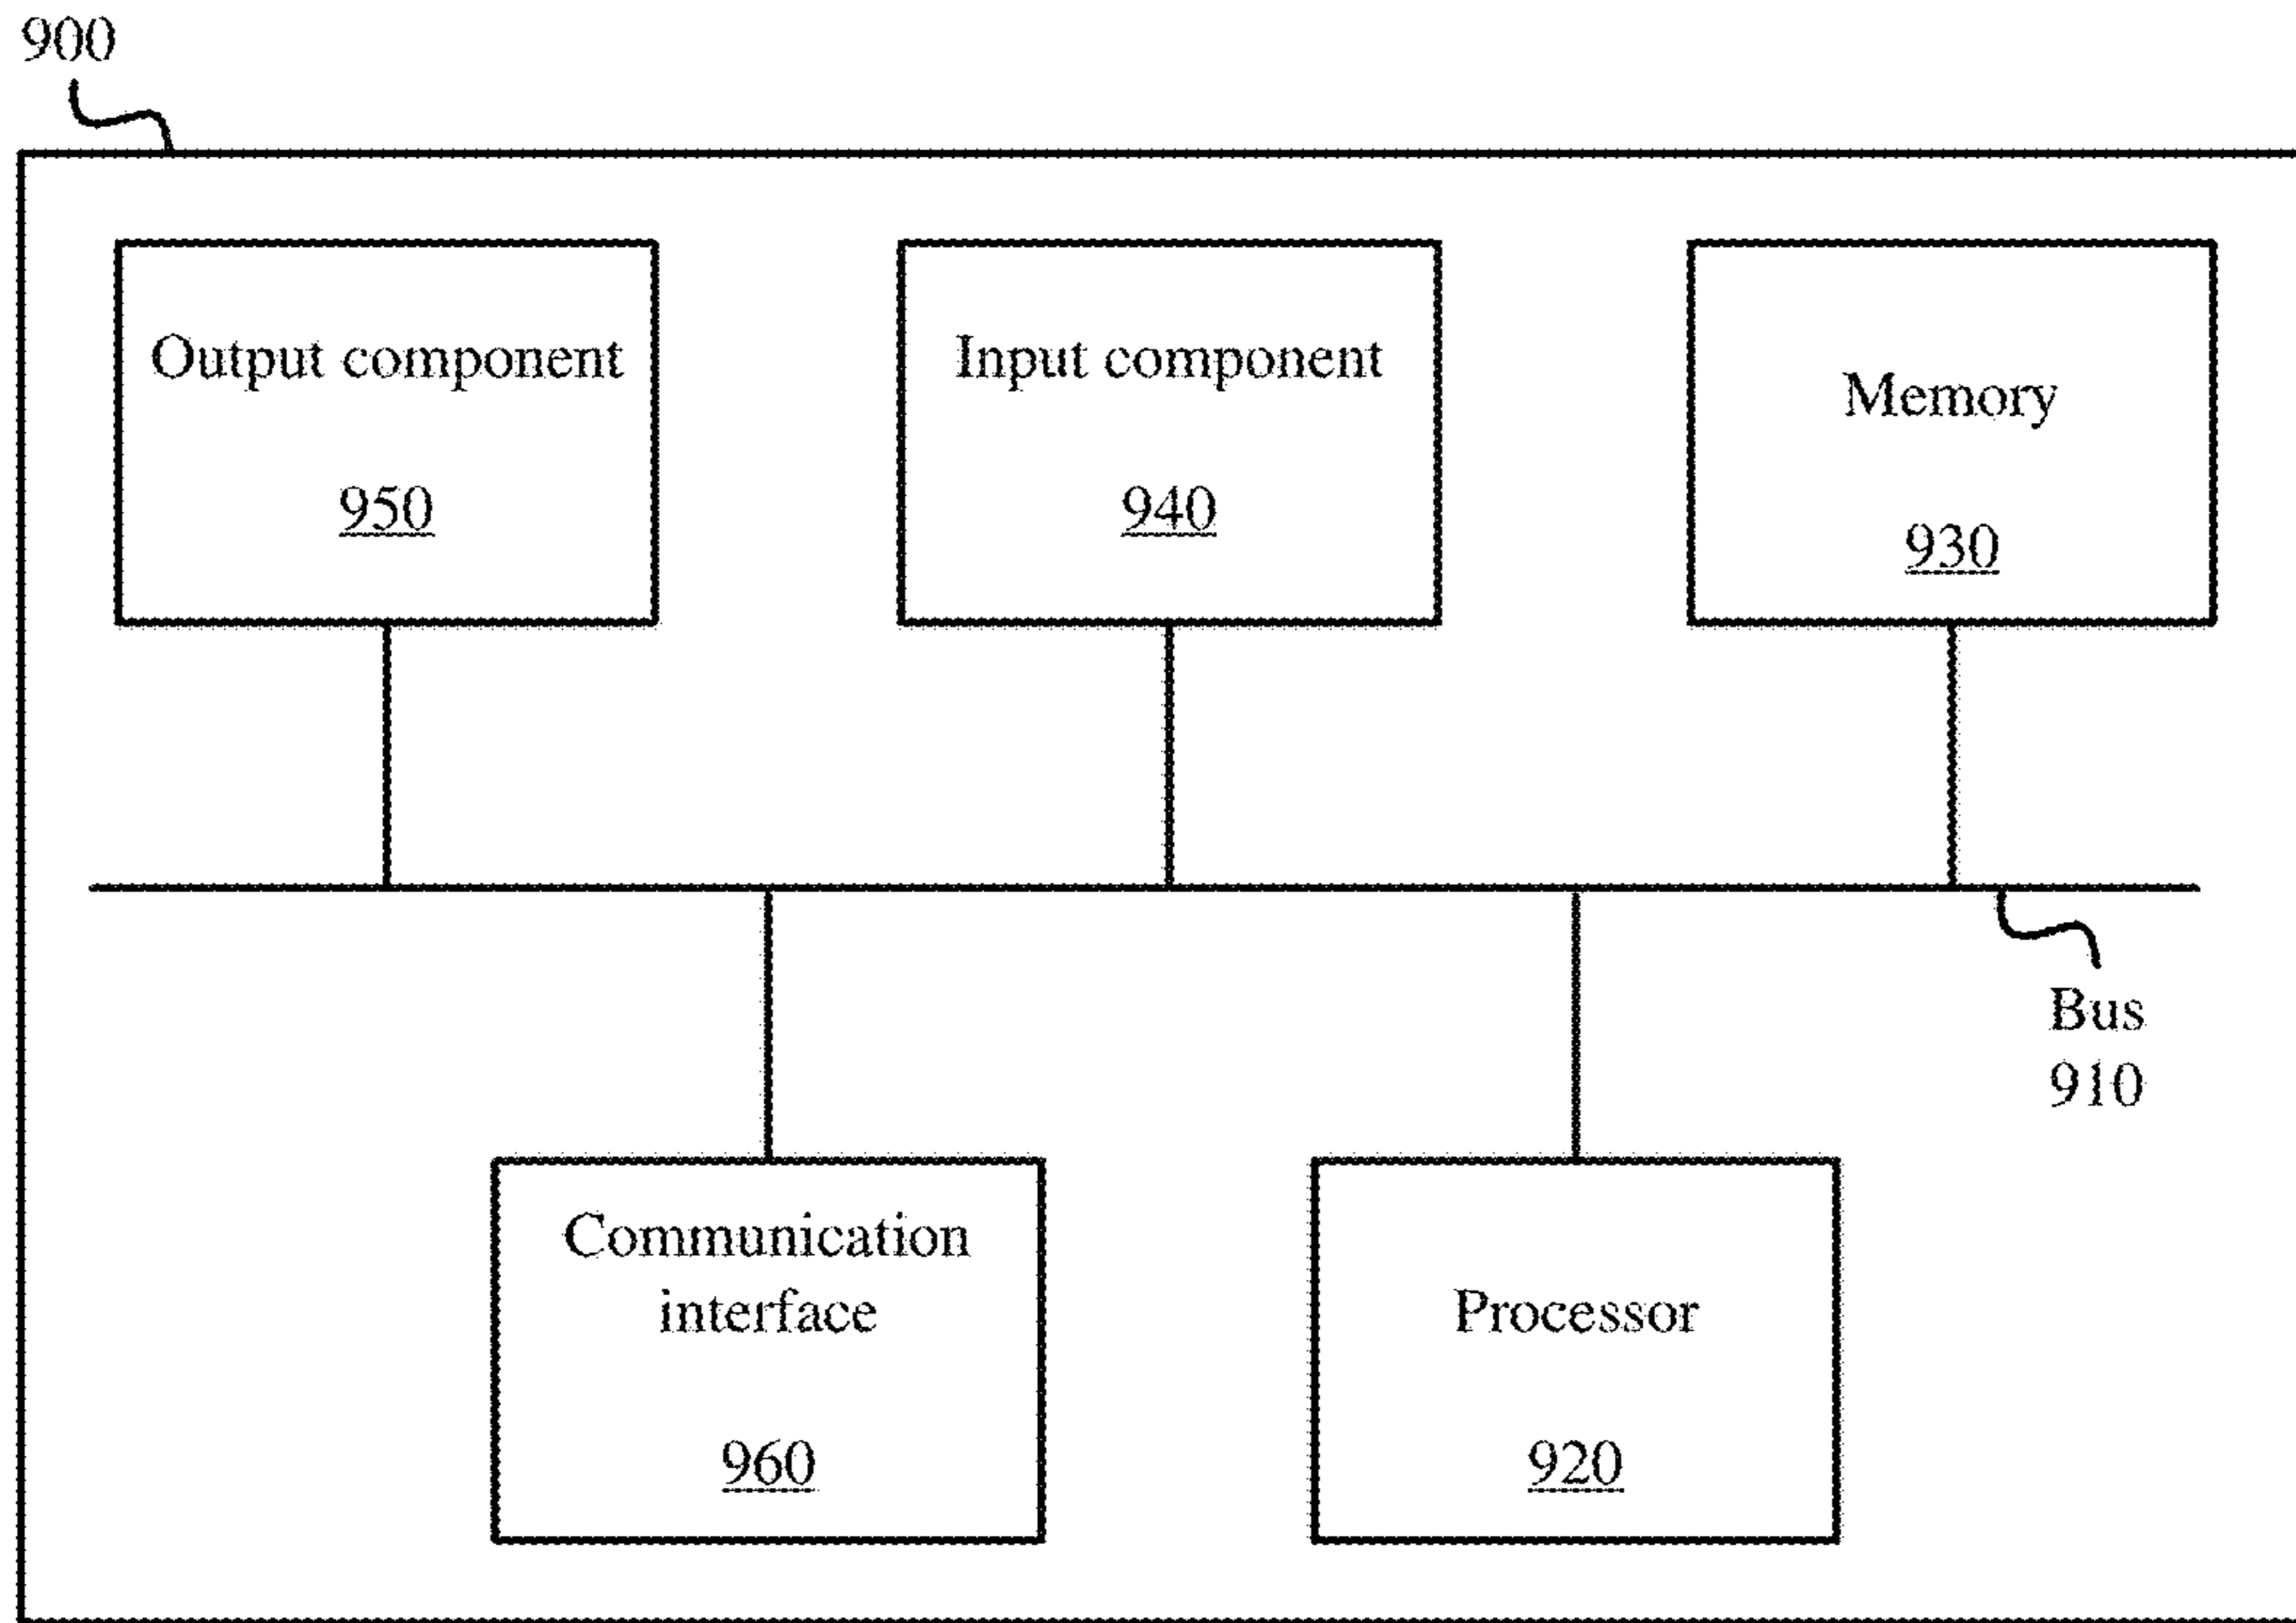 900
Output component
950
Input component
940
Memory
930
Bus
910
Communication
interface
960
Processor
920